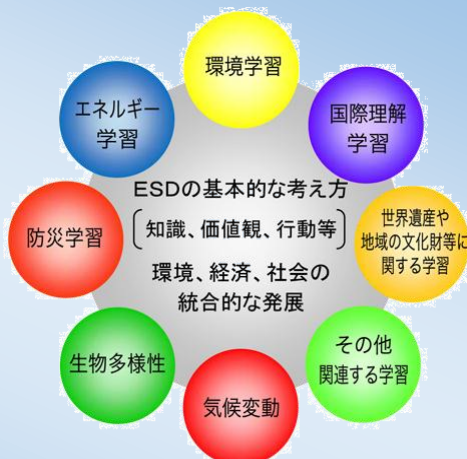 環境学習
エネルギー
学習
国際理解
学習
ESDの基本的な考え方
[知識、価値観、行動等]
環境、経済、社会の
統合的な発展
防災学習
世界遺産や
地域の文化財等に
関する学習
生物多様性
その他
関連する学習
気候変動